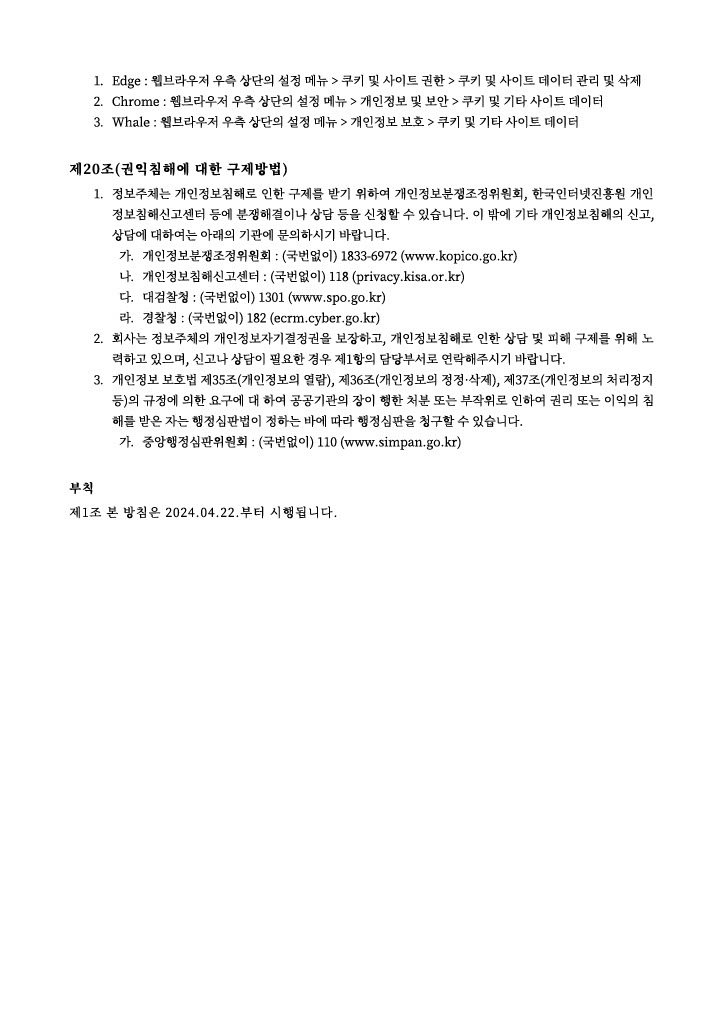 1. Edge : 웹브라우저 우측 상단의 설정 메뉴 > 쿠키 및 사이트 권한 > 쿠키 및 사이트 데이터 관리 및 삭제
2. Chrome : 웹브라우저 우측 상단의 설정 메뉴 > 개인정보 및 보안 > 쿠키 및 기타 사이트 데이터
3. Whale : 웹브라우저 우측 상단의 설정 메뉴 > 개인정보 보호 > 쿠키 및 기타 사이트 데이터
제20조(권익침해에 대한 구제방법)
1. 정보주체는 개인정보침해로 인한 구제를 받기 위하여 개인정보분쟁조정위원회, 한국인터넷진흥원 개인
정보침해신고센터 등에 분쟁해결이나 상담 등을 신청할 수 있습니다. 이 밖에 기타 개인정보침해의 신고,
상담에 대하여는 아래의 기관에 문의하시기 바랍니다.
가. 개인정보분쟁조정위원회 : (국번없이) 1833-6972 (www.kopico.go.kr)
나. 개인정보침해신고센터 : (국번없이) 118 (privacy.kisa.or.kr)
다. 대검찰청 : (국번없이) 1301 (www.spo.go.kr)
라. 경찰청 : (국번없이) 182 (ecrm.cyber.go.kr)
2. 회사는 정보주체의 개인정보자기결정권을 보장하고, 개인정보침해로 인한 상담 및 피해 구제를 위해 노
력하고 있으며, 신고나 상담이 필요한 경우 제1항의 담당부서로 연락해주시기 바랍니다.
3. 개인정보 보호법 제35조(개인정보의 열람), 제36조(개인정보의 정정·삭제), 제37조(개인정보의 처리정지
등)의 규정에 의한 요구에 대 하여 공공기관의 장이 행한 처분 또는 부작위로 인하여 권리 또는 이익의 침
해를 받은 자는 행정심판법이 정하는 바에 따라 행정심판을 청구할 수 있습니다.
가. 중앙행정심판위원회 : (국번없이) 110 (www.simpan.go.kr)
부칙
제1조 본 방침은 2024.04.22.부터 시행됩니다.